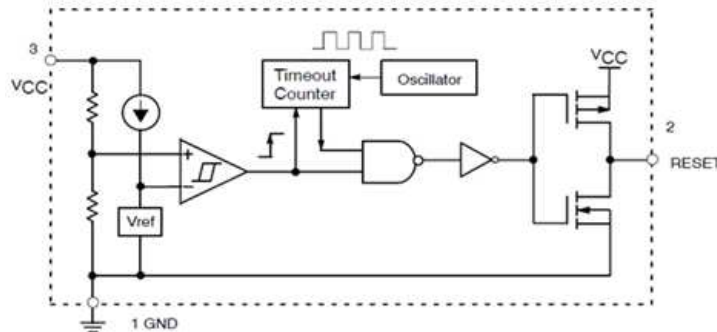 3
VCC
Timeout
Counter
Oscillator
VCC
2
RESET
+
−
Vref
1 GND